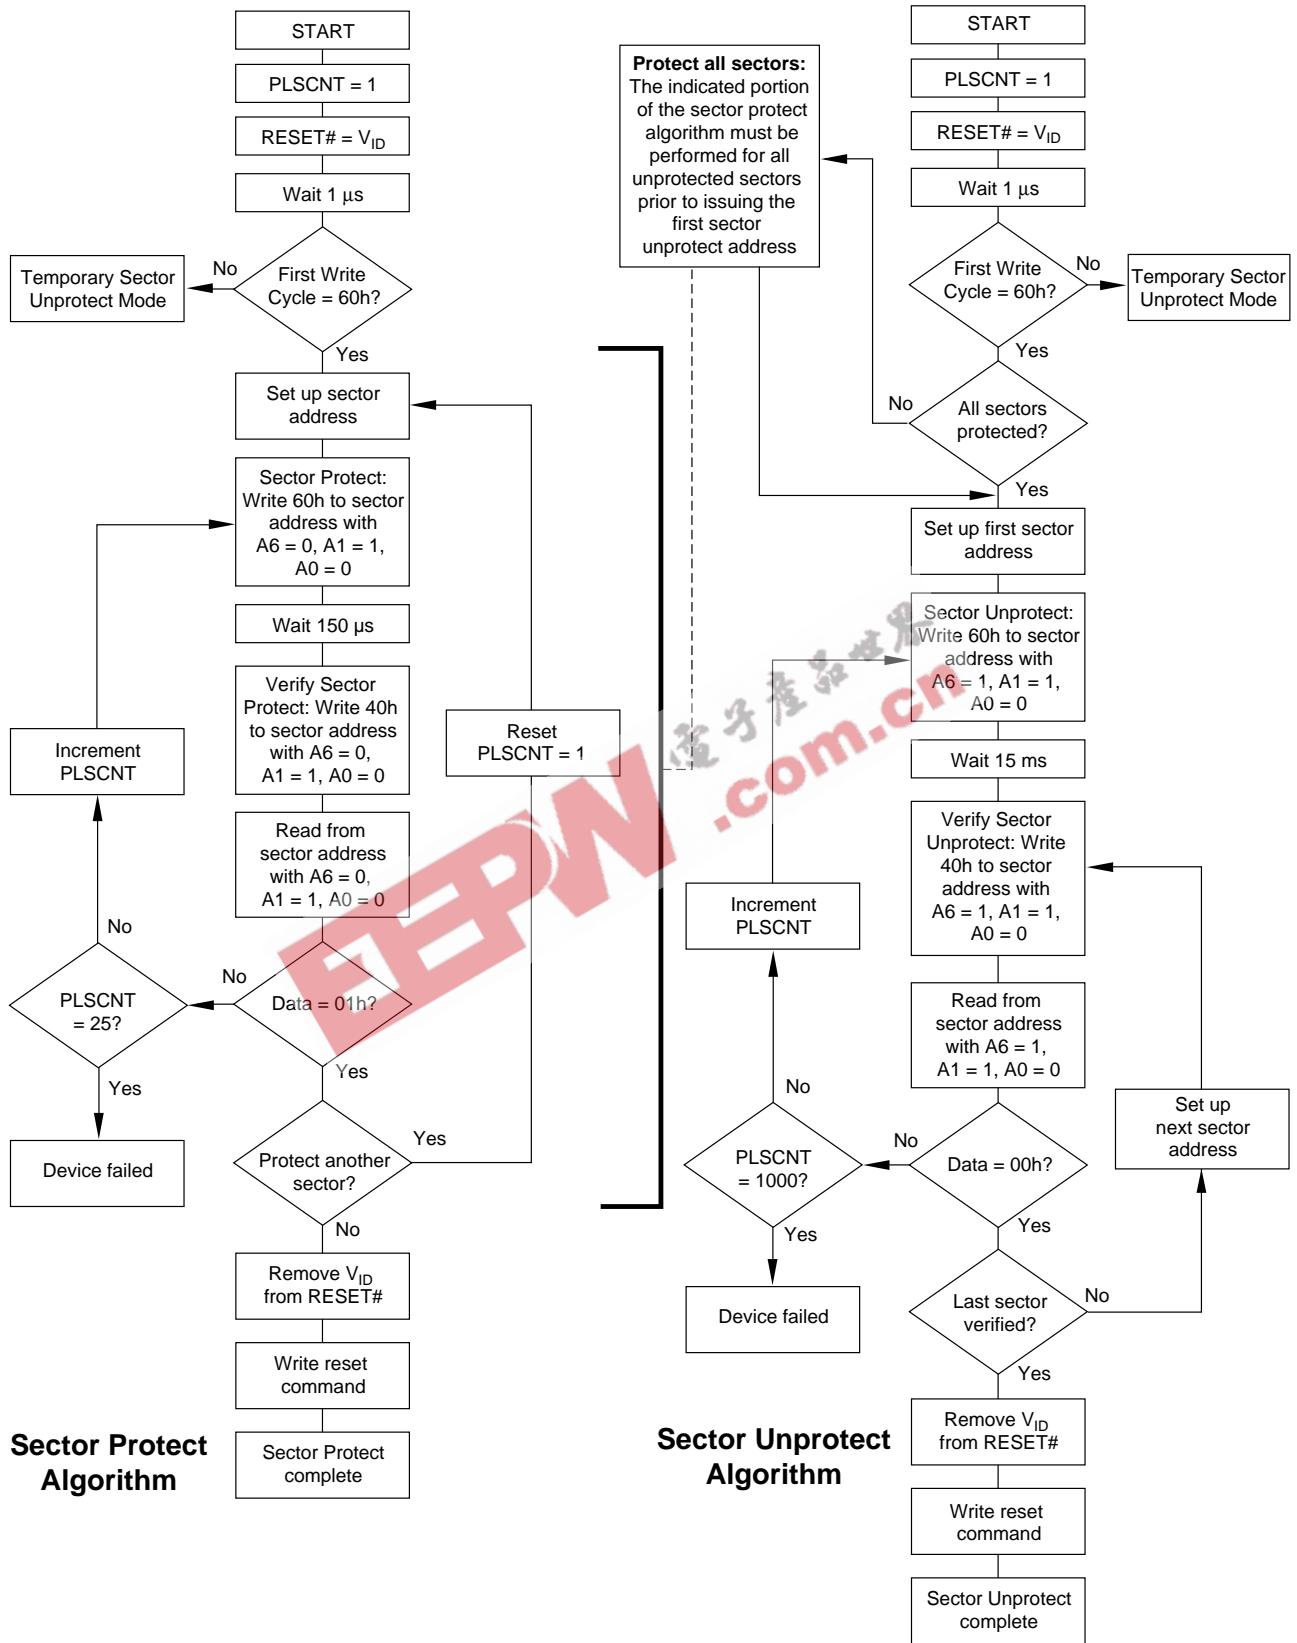 START
PLSCNT = 1
RESET# = VID
Wait 1 μs
No
First Write
Cycle = 60h?
Temporary Sector
Unprotect Mode
Yes
Set up sector
address
Sector Protect:
Write 60h to sector
address with
A6 = 0, A1 = 1,
A0 = 0
Wait 150 µs
Verify Sector
Protect: Write 40h
to sector address
with A6 = 0,
A1 = 1, A0 = 0
Increment
PLSCNT
Reset
PLSCNT = 1
Read from
sector address
with A6 = 0,
A1 = 1, A0 = 0
No
No
PLSCNT
= 25?
Data = 01h?
Yes
Yes
Device failed
Protect another
sector?
Yes
No
Remove VID
from RESET#
Write reset
command
Sector Protect
complete
Sector Protect
Algorithm
Protect all sectors:
The indicated portion
of the sector protect
algorithm must be
performed for all
unprotected sectors
prior to issuing the
first sector
unprotect address
START
PLSCNT = 1
RESET# = VID
Wait 1 μs
First Write
Cycle = 60h?
No
Temporary Sector
Unprotect Mode
Yes
No
All sectors
protected?
Yes
Set up first sector
address
Sector Unprotect:
Write 60h to sector
address with
A6 = 1, A1 = 1,
A0 = 0
Wait 15 ms
Verify Sector
Unprotect: Write
40h to sector
address with
A6 = 1, A1 = 1,
A0 = 0
Increment
PLSCNT
Read from
sector address
with A6 = 1,
A1 = 1, A0 = 0
No
No
PLSCNT
= 1000?
Data = 00h?
Set up
next sector
address
Yes
Yes
Device failed
Last sector
verified?
No
Yes
Remove VID
from RESET#
Write reset
command
Sector Unprotect
complete
Sector Unprotect
Algorithm
EEPW
.com.cn
電子產品世界